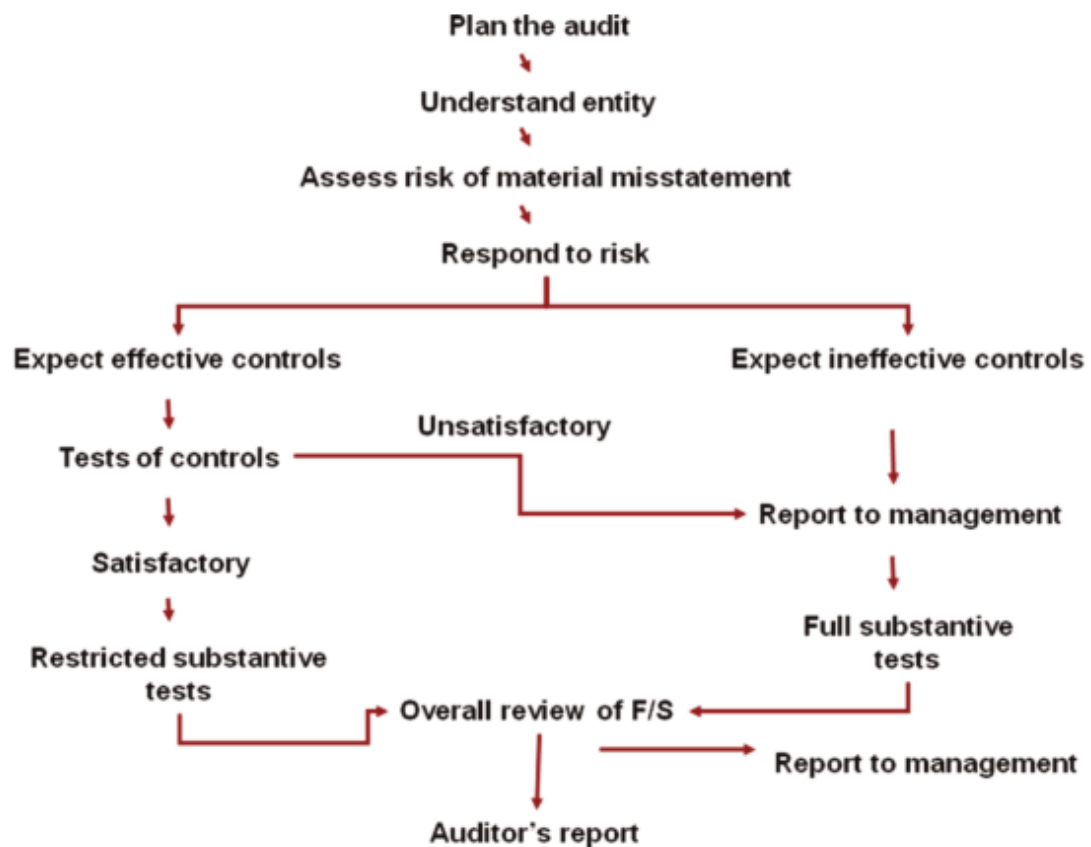 Plan the audit
Understand entity
Assess risk of material misstatement
Respond to risk
Expect effective controls
Expect ineffective controls
Unsatisfactory
Tests of controls
Report to management
Satisfactory
Full substantive
tests
Restricted substantive
tests
Overall review of F/S
Report to management
Auditor's report